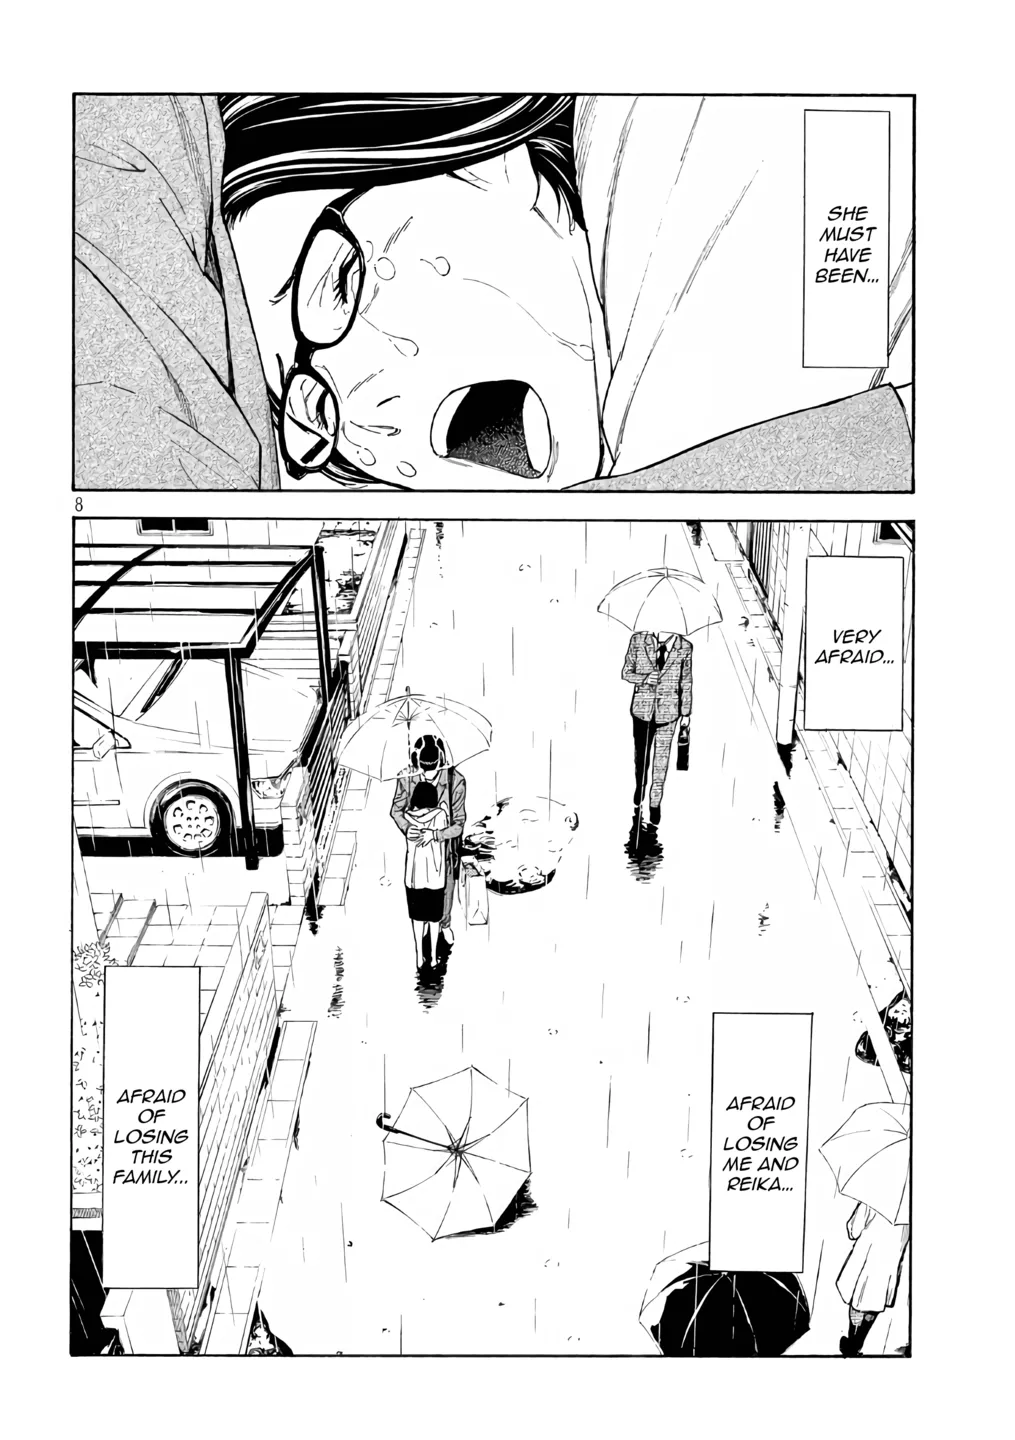 SHE
MUST
HAVE
BEEN...
8
VERY
AFRAID...
AFRAID
OF
LOSING
ME AND
REIKA...
AFRAID
OF
LOSING
THIS
FAMILY...